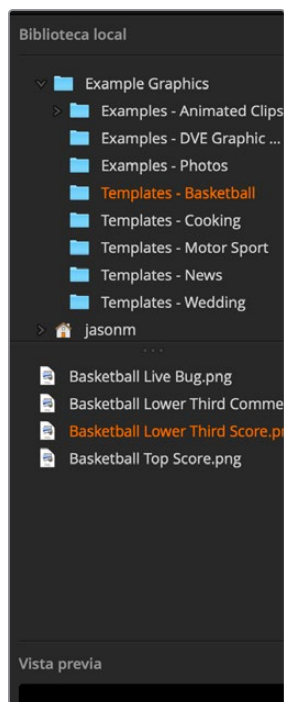 Biblioteca local
Example Graphics
Examples - Animated Clips
Examples - DVE Graphic ...
Examples - Photos
Templates - Basketball
Templates - Cooking
Templates - Motor Sport
Templates - News
Templates - Wedding
jasonm
Basketball Live Bug.png
Basketball Lower Third Comme
Basketball Lower Third Score.p
Basketball Top Score.png
Vista previa